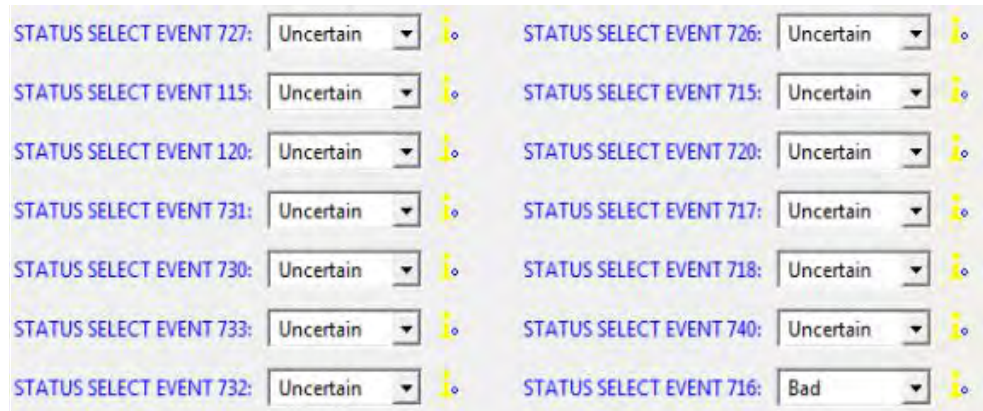 STATUS SELECT EVENT 727: Uncertain STATUS SELECT EVENT 726: Uncertain
STATUS SELECT EVENT 115: Uncertain STATUS SELECT EVENT 715: Uncertain
STATUS SELECT EVENT 120: Uncertain STATUS SELECT EVENT 720: Uncertain
STATUS SELECT EVENT 731: Uncertain STATUS SELECT EVENT 717: Uncertain
STATUS SELECT EVENT 730: Uncertain STATUS SELECT EVENT 718: Uncertain
STATUS SELECT EVENT 733: Uncertain STATUS SELECT EVENT 740: Uncertain
STATUS SELECT EVENT 732: Uncertain STATUS SELECT EVENT 716: Bad